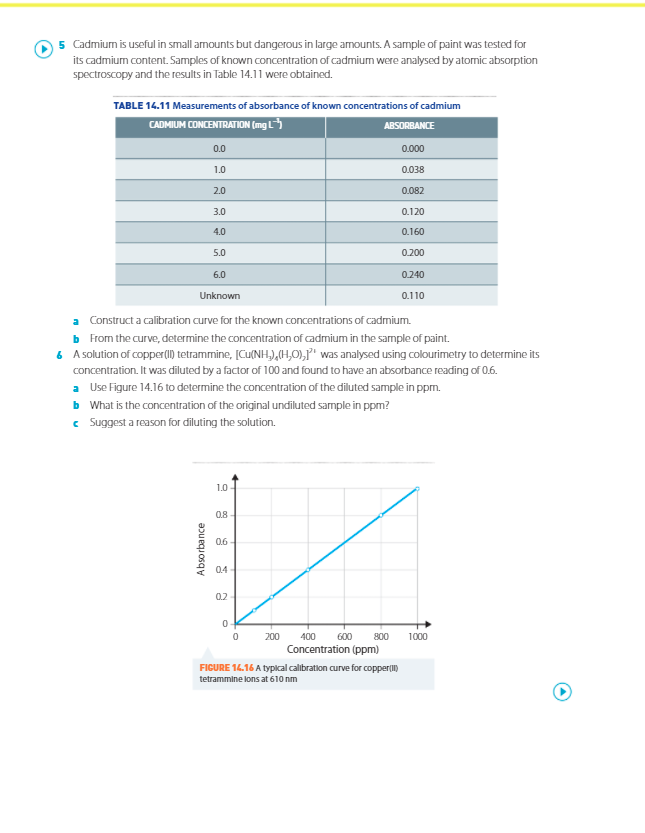 5 Cadmium is useful in small amounts but dangerous in large amounts. A sample of paint was tested for
its cadmium content. Samples of known concentration of cadmium were analysed by atomic absorption
spectroscopy and the results in Table 14.11 were obtained.
TABLE 14.11 Measurements of absorbance of known concentrations of cadmium
CADMIUM CONCENTRATION (mg L⁻¹) ABSORBANCE
0.0 0.000
1.0 0.038
2.0 0.082
3.0 0.120
4.0 0.160
5.0 0.200
6.0 0.240
Unknown 0.110
a Construct a calibration curve for the known concentrations of cadmium.
b From the curve, determine the concentration of cadmium in the sample of paint.
6 A solution of copper(II) tetrammine, [Cu(NH₃)₄(H₂O)₂]²⁺ was analysed using colourimetry to determine its
concentration. It was diluted by a factor of 100 and found to have an absorbance reading of 0.6.
a Use Figure 14.16 to determine the concentration of the diluted sample in ppm.
b What is the concentration of the original undiluted sample in ppm?
c Suggest a reason for diluting the solution.
1.0
0.8
0.6
0.4
0.2
0
Absorbance
0 200 400 600 800 1000
Concentration (ppm)
FIGURE 14.16 A typical calibration curve for copper(II)
tetrammine ions at 610 nm